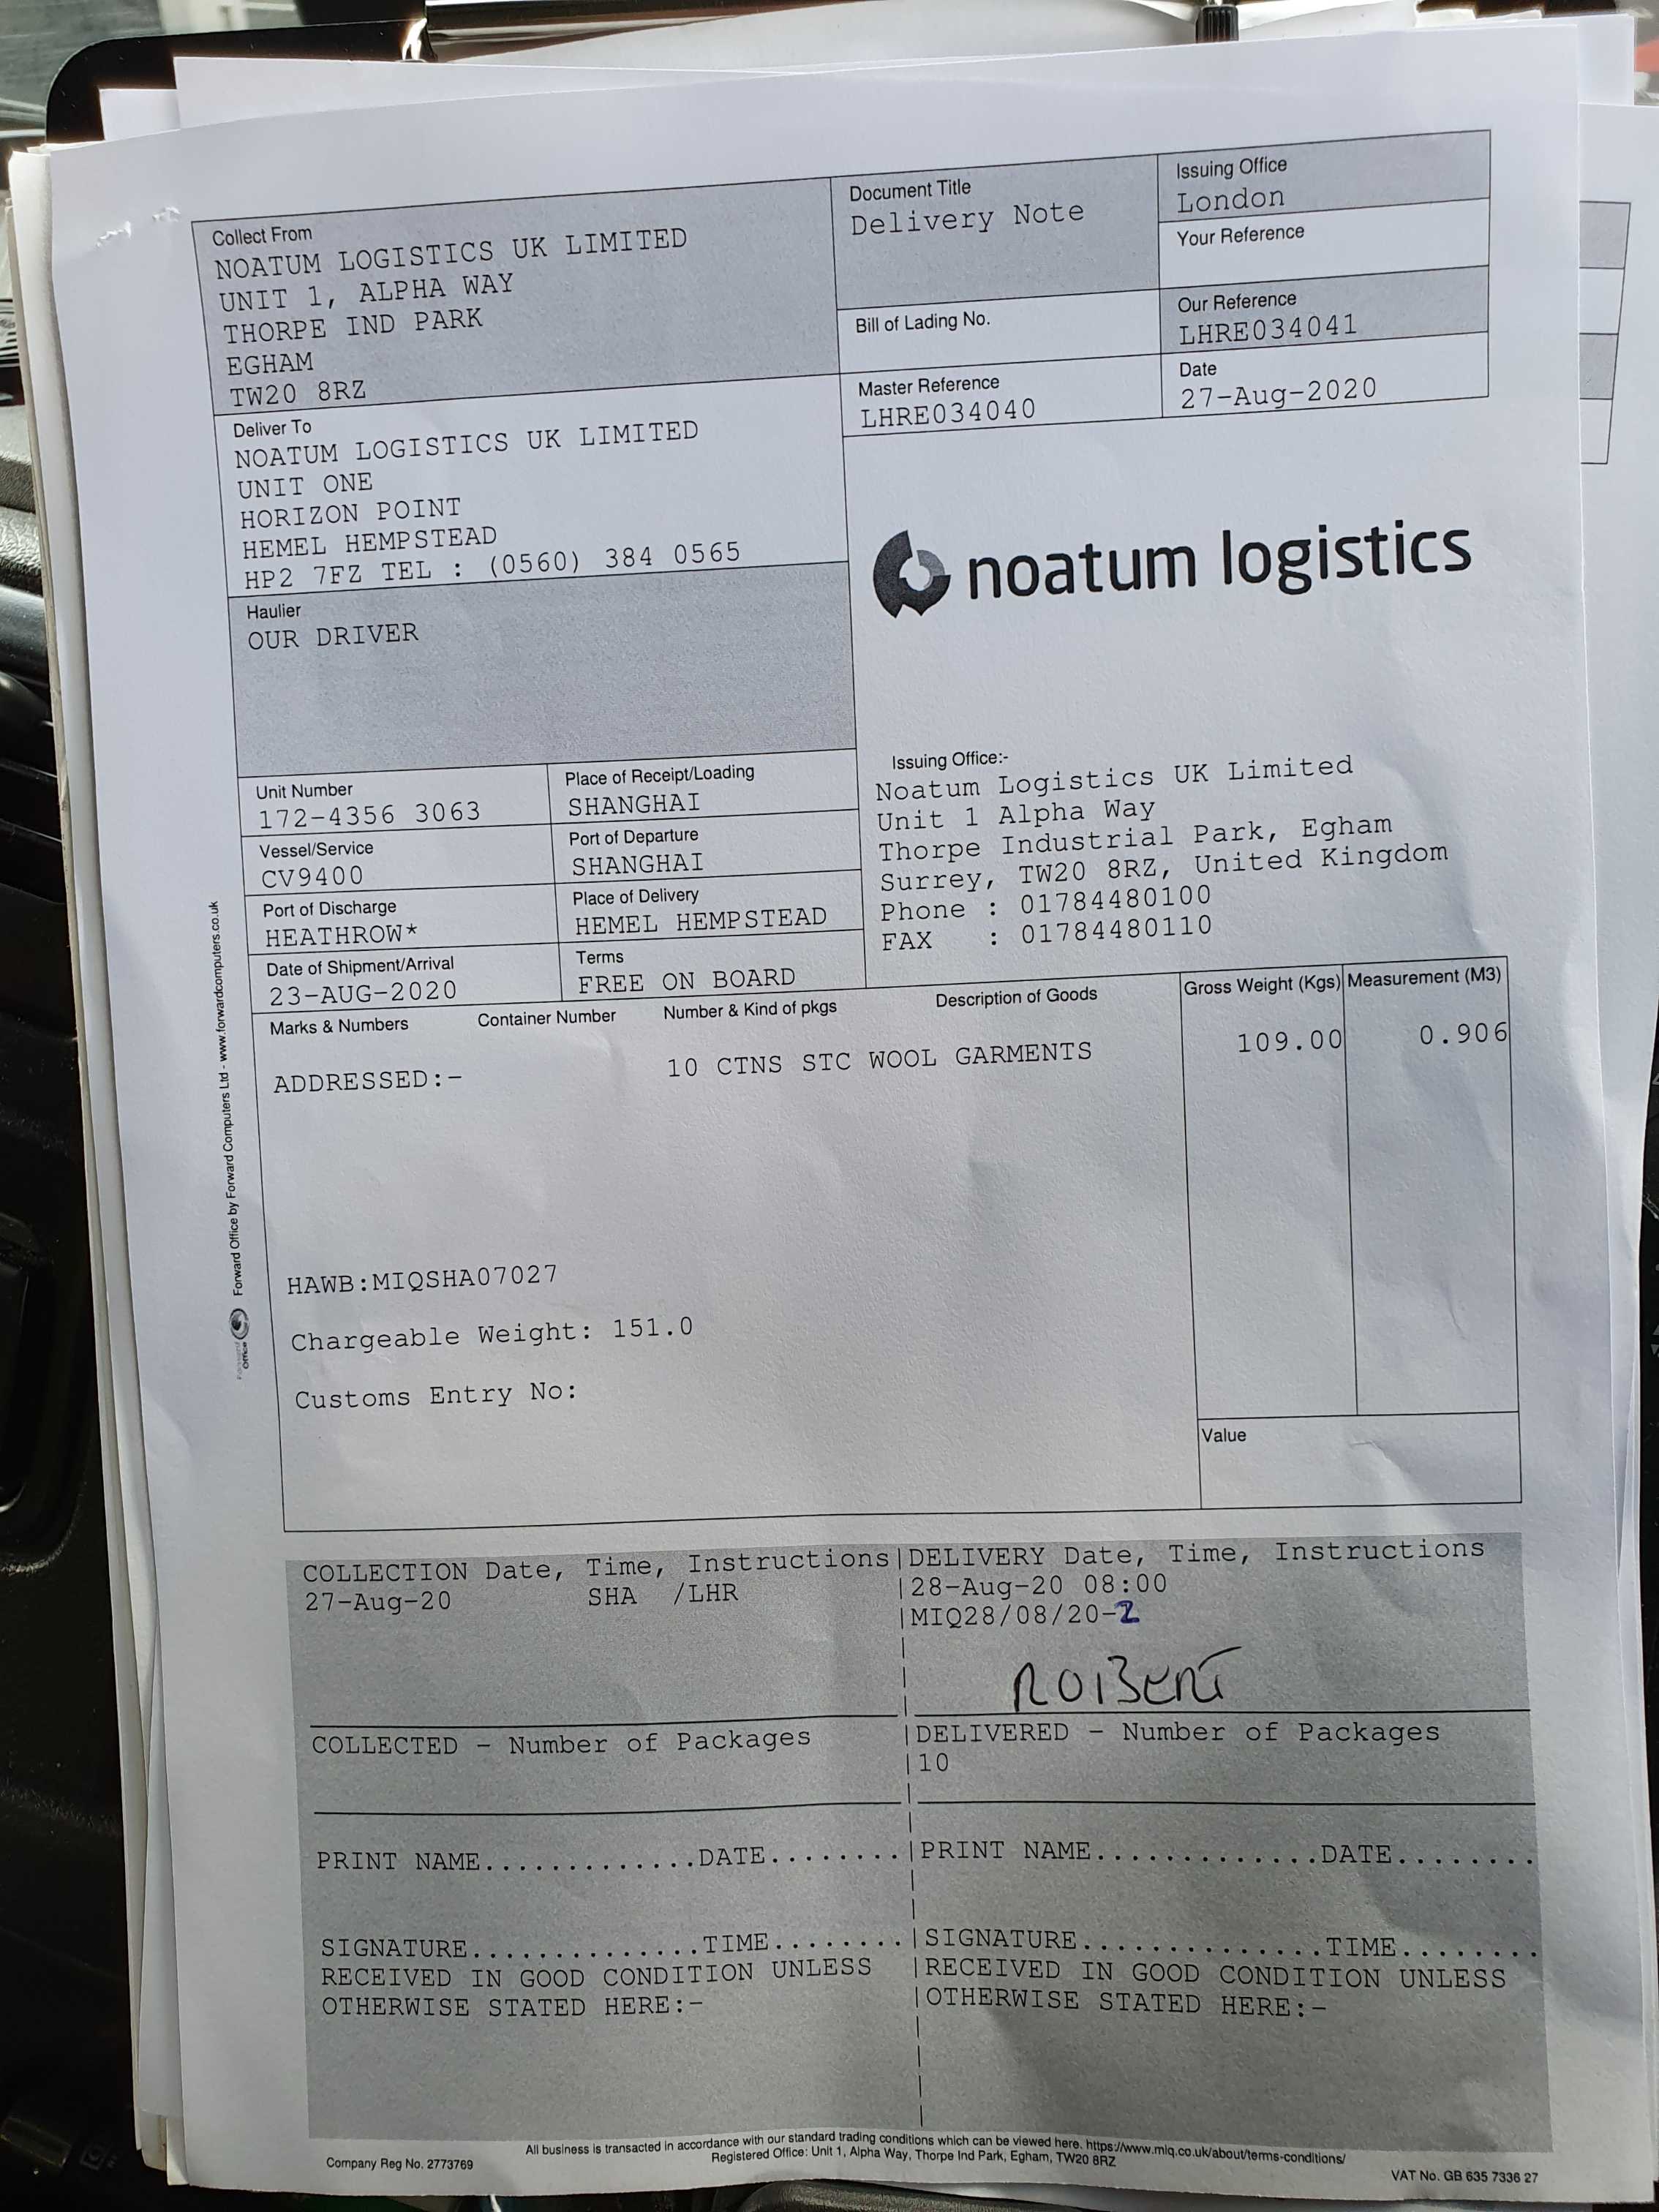 Collect From
NOATUM LOGISTICS UK LIMITED
UNIT 1, ALPHA WAY
THORPE IND PARK
EGHAM
TW20 8RZ
Document Title
Delivery Note
Issuing Office
London
Your Reference
Bill of Lading No.
Our Reference
LHRE034041
Master Reference
LHRE034040
Date
27-Aug-2020
Deliver To
NOATUM LOGISTICS UK LIMITED
UNIT ONE
HORIZON POINT
HEMEL HEMPSTEAD
HP2 7FZ TEL : (0560) 384 0565
noatum logistics
Haulier
OUR DRIVER
Issuing Office:-
Noatum Logistics UK Limited
Unit 1 Alpha Way
Thorpe Industrial Park, Egham
Surrey, TW20 8RZ, United Kingdom
Phone : 01784480100
FAX : 01784480110
Unit Number
172-4356 3063
Place of Receipt/Loading
SHANGHAI
Vessel/Service
CV9400
Port of Departure
SHANGHAI
Port of Discharge
HEATHROW*
Place of Delivery
HEMEL HEMPSTEAD
Date of Shipment/Arrival
23-AUG-2020
Terms
FREE ON BOARD
Marks & Numbers Container Number Number & Kind of pkgs Description of Goods Gross Weight (Kgs) Measurement (M3)
ADDRESSED:- 10 CTNS STC WOOL GARMENTS 109.00 0.906
HAWB:MIQSHA07027
Chargeable Weight: 151.0
Customs Entry No:
Value
Forward Office by Forward Computers Ltd - www.forwardcomputers.co.uk
COLLECTION Date, Time, Instructions|DELIVERY Date, Time, Instructions
27-Aug-20 SHA /LHR |28-Aug-20 08:00
|MIQ28/08/20-2
ROBERT
COLLECTED - Number of Packages |DELIVERED - Number of Packages
|10
PRINT NAME.............DATE........|PRINT NAME.............DATE........
SIGNATURE..............TIME........|SIGNATURE..............TIME........
RECEIVED IN GOOD CONDITION UNLESS |RECEIVED IN GOOD CONDITION UNLESS
OTHERWISE STATED HERE:- |OTHERWISE STATED HERE:-
All business is transacted in accordance with our standard trading conditions which can be viewed here. https://www.miq.co.uk/about/terms-conditions/
Registered Office: Unit 1, Alpha Way, Thorpe Ind Park, Egham, TW20 8RZ
Company Reg No. 2773769
VAT No. GB 635 7336 27